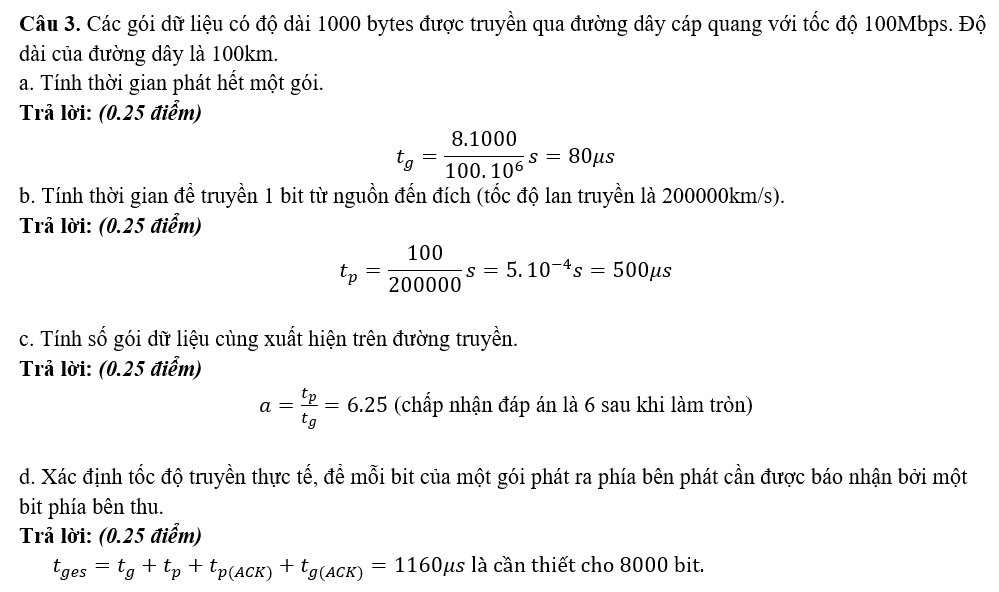 Câu 3. Các gói dữ liệu có độ dài 1000 bytes được truyền qua đường dây cáp quang với tốc độ 100Mbps. Độ
dài của đường dây là 100km.
a. Tính thời gian phát hết một gói.
Trả lời: (0.25 điểm)
t_g = \frac{8.1000}{100.10^6} s = 80μs
b. Tính thời gian để truyền 1 bit từ nguồn đến đích (tốc độ lan truyền là 200000km/s).
Trả lời: (0.25 điểm)
t_p = \frac{100}{200000} s = 5.10^{-4} s = 500μs
c. Tính số gói dữ liệu cùng xuất hiện trên đường truyền.
Trả lời: (0.25 điểm)
a = \frac{t_p}{t_g} = 6.25 (chấp nhận đáp án là 6 sau khi làm tròn)
d. Xác định tốc độ truyền thực tế, để mỗi bit của một gói phát ra phía bên phát cần được báo nhận bởi một
bit phía bên thu.
Trả lời: (0.25 điểm)
t_{ges} = t_g + t_p + t_{p(ACK)} + t_{g(ACK)} = 1160μs là cần thiết cho 8000 bit.